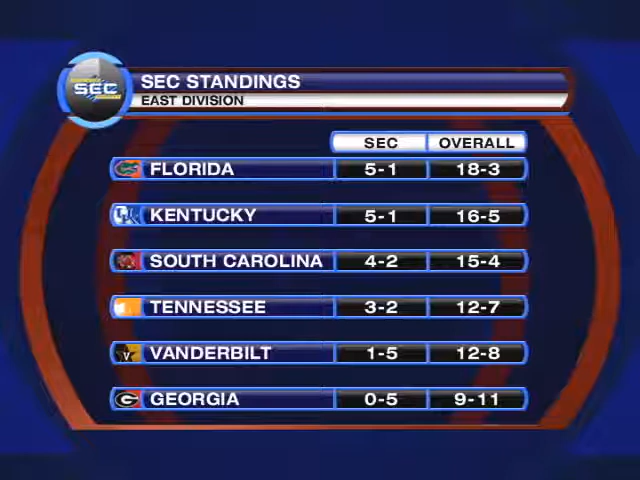 SEC
SEC STANDINGS
EAST DIVISION
SEC OVERALL
FLORIDA 5-1 18-3
KENTUCKY 5-1 16-5
SOUTH CAROLINA 4-2 15-4
TENNESSEE 3-2 12-7
VANDERBILT 1-5 12-8
GEORGIA 0-5 9-11